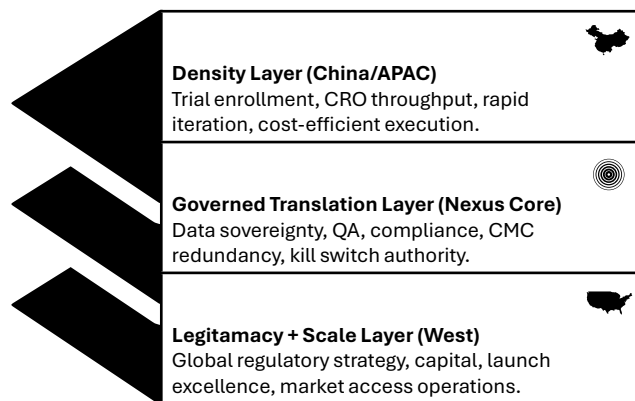 Density Layer (China/APAC)
Trial enrollment, CRO throughput, rapid
iteration, cost-efficient execution.
Governed Translation Layer (Nexus Core)
Data sovereignty, QA, compliance, CMC
redundancy, kill switch authority.
Legitamacy + Scale Layer (West)
Global regulatory strategy, capital, launch
excellence, market access operations.